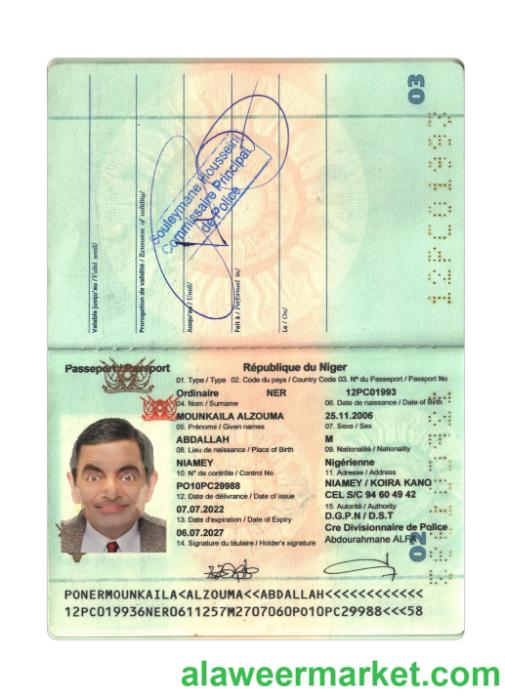 03
12PC01993
Souleymane Housseini
Commissaire Principal
de Police
Valable jusqu'au / Valid until/
Prorogation de validité / Extension of validity/
Jusqu'au / Until/
Fait à / Performed in/
Le / On/
Passeport/Passport
République du Niger
01. Type / Type 02. Code du pays / Country Code 03. N° du Passeport / Passport No
Ordinaire NER 12PC01993
04. Nom / Surname 06. Date de naissance / Date of Birth
MOUNKAILA ALZOUMA 25.11.2006
05. Prénoms / Given names 07. Sexe / Sex
ABDALLAH M
08. Lieu de naissance / Place of Birth 09. Nationalité / Nationality
NIAMEY Nigérienne
10. N° de contrôle / Control No 11. Adresse / Address
PO10PC29988 NIAMEY / KOIRA KANO
12. Date de délivrance / Date of issue CEL S/C 94 60 49 42
07.07.2022 15. Autorité / Authority
13. Date d'expiration / Date of Expiry D.G.P.N / D.S.T
06.07.2027 Cre Divisionnaire de Police
14. Signature du titulaire / Holder's signature Abdourahmane ALFA
02
PONERMOUNKAILA<ALZOUMA<<ABDALLAH<<<<<<<<<<<<
12PC019936NER0611257M2707060PO10PC29988<<<58
alaweermarket.com